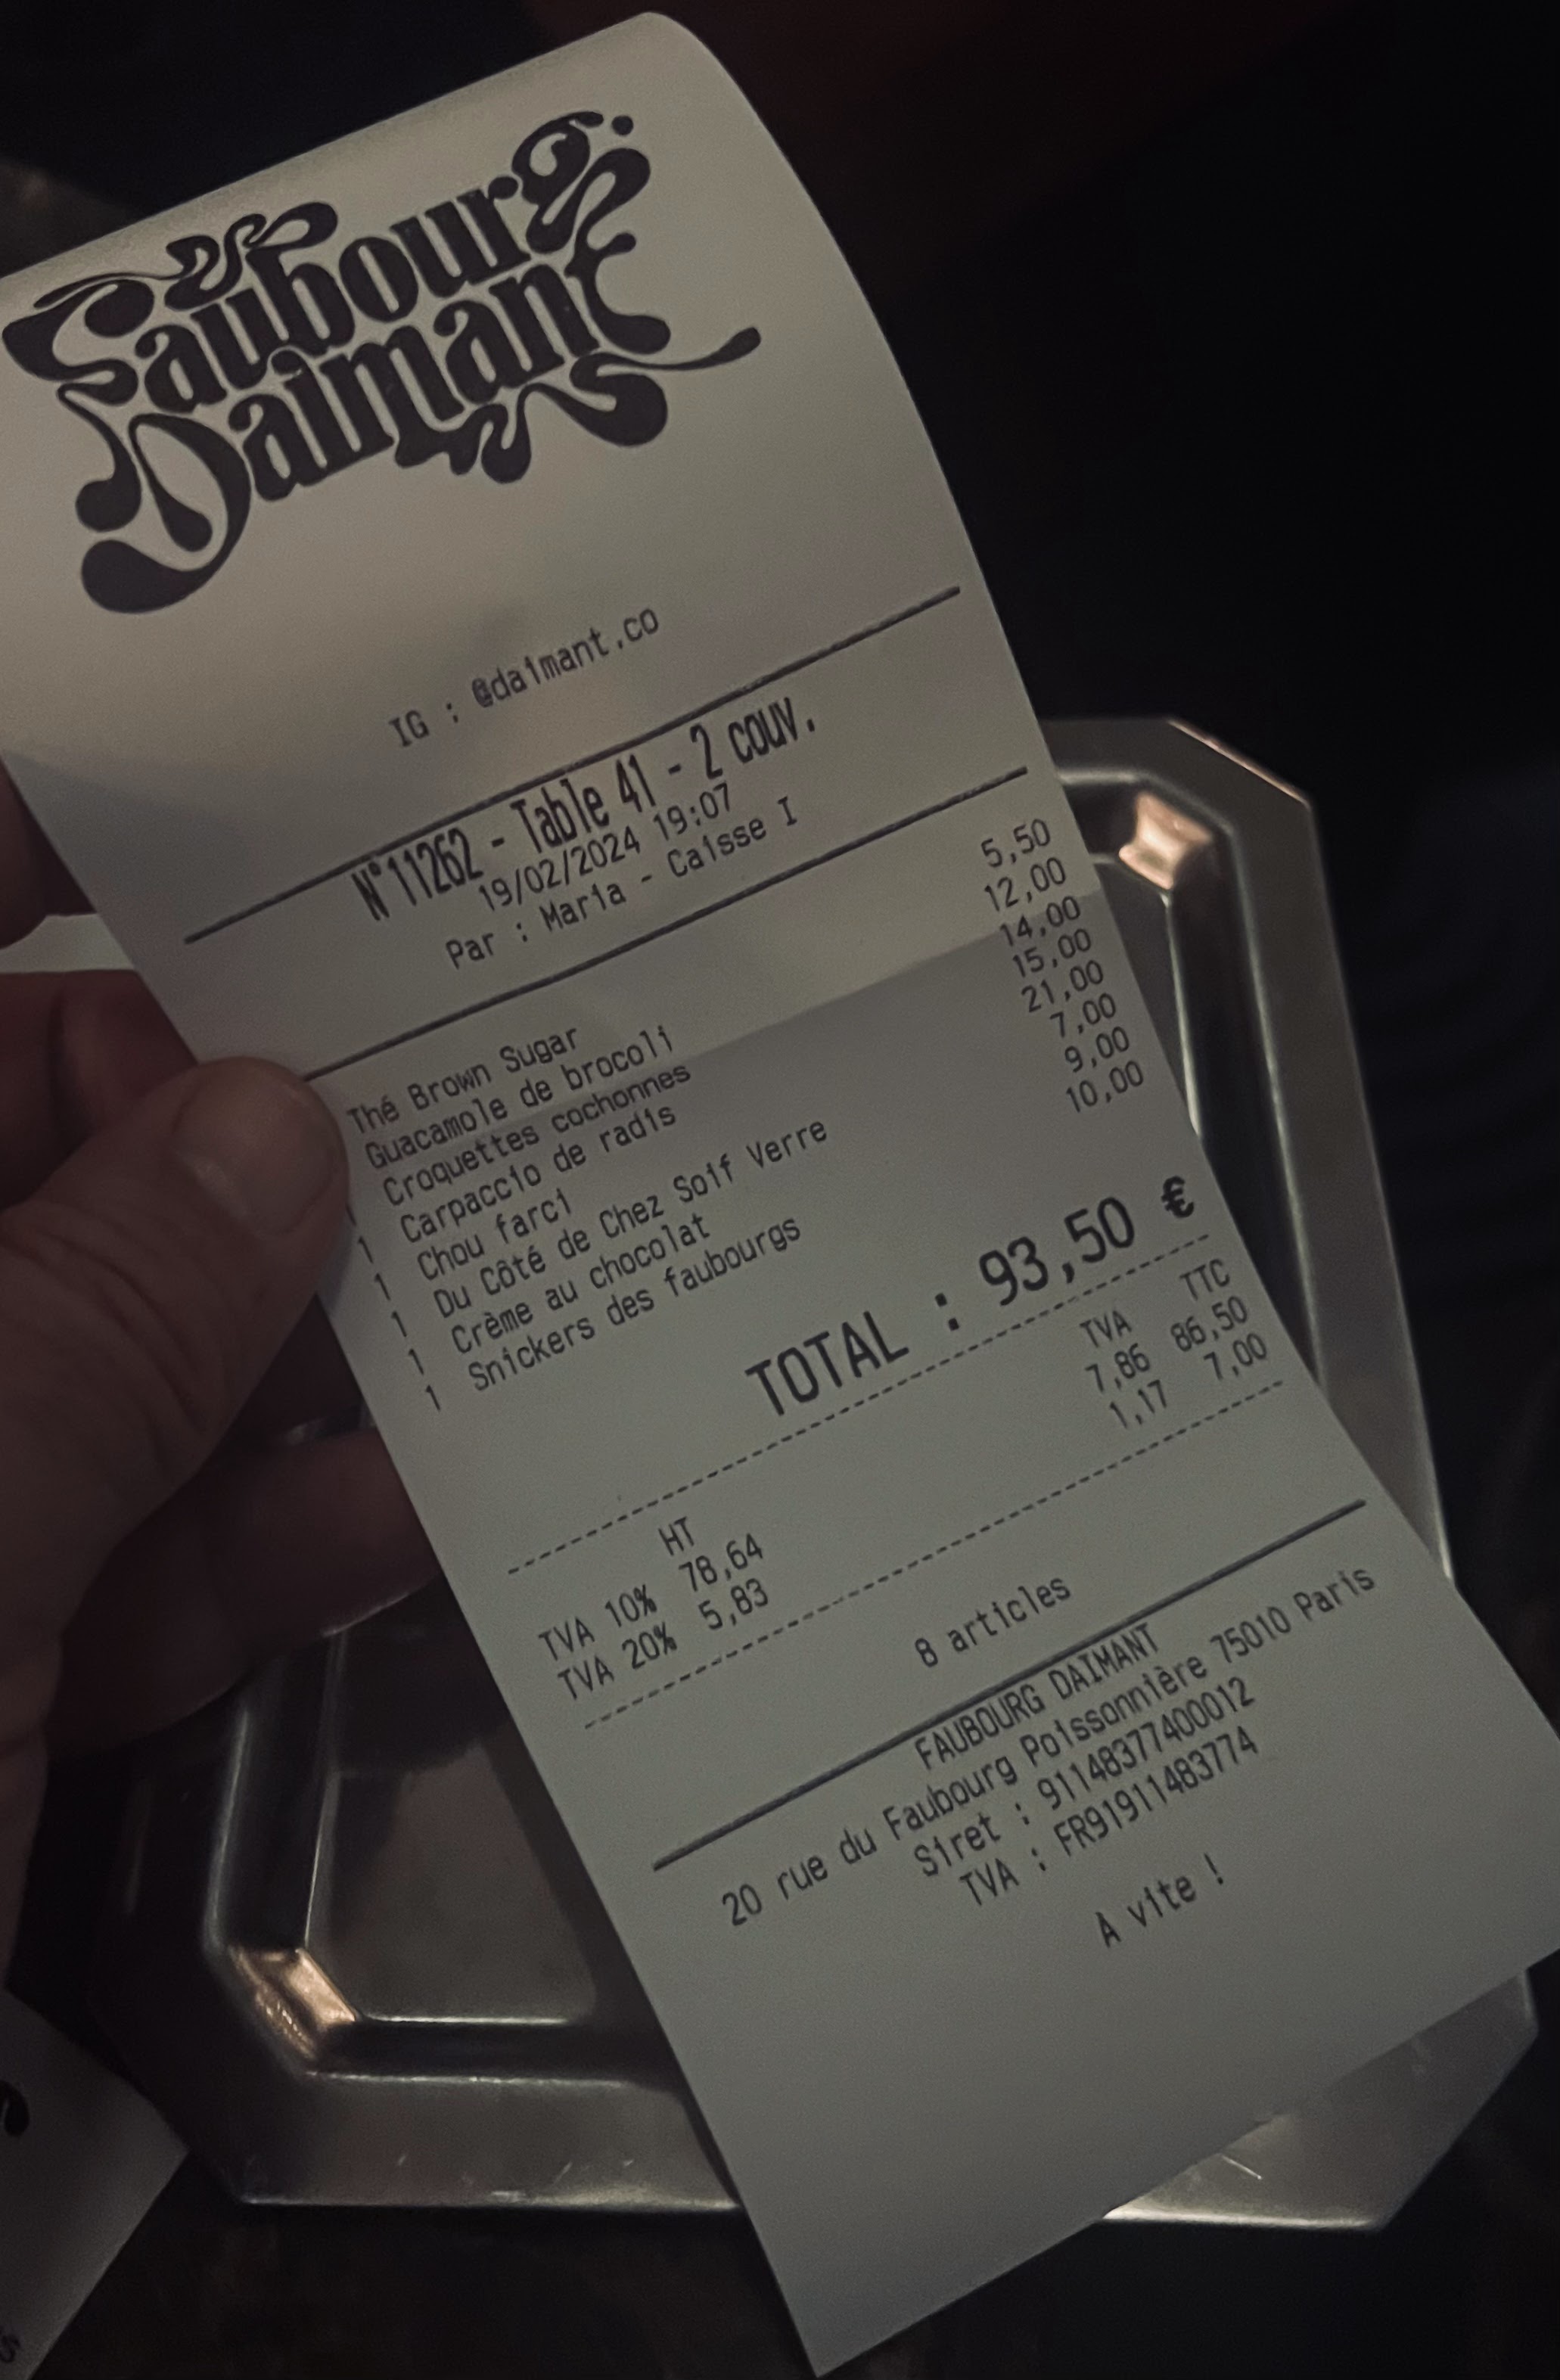 Faubourg
Daimant
IG : @daimant.co
N°11262 - Table 41 - 2 couv.
19/02/2024 19:07
Par : Maria - Caisse I
Thé Brown Sugar 5,50
Guacamole de brocoli 12,00
Croquettes cochonnes 14,00
1 Carpaccio de radis 15,00
1 Chou farci 21,00
1 Du Côté de Chez Soif Verre 7,00
1 Crème au chocolat 9,00
1 Snickers des faubourgs 10,00
TOTAL : 93,50 €
HT TVA TTC
TVA 10% 78,64 7,86 86,50
TVA 20% 5,83 1,17 7,00
8 articles
FAUBOURG DAIMANT
20 rue du Faubourg Poissonnière 75010 Paris
Siret : 91148377400012
TVA : FR91911483774
A vite !